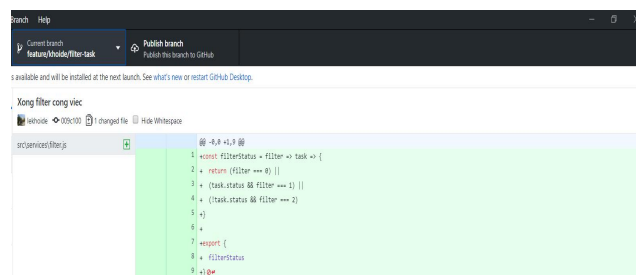 Branch Help
Current branch
feature/khoide/filter-task
Publish branch
Publish this branch to GitHub
s available and will be installed at the next launch. See what's new or restart GitHub Desktop.
Xong filter cong viec
lekhoide 009c100 1 changed file Hide Whitespace
src\services\filter.js
@@ -0,0 +1,9 @@
1 +const filterStatus = filter => task => {
2 + return (filter === 0) ||
3 + (task.status && filter === 1) ||
4 + (!task.status && filter === 2)
5 +}
6 +
7 +export {
8 + filterStatus
9 +}